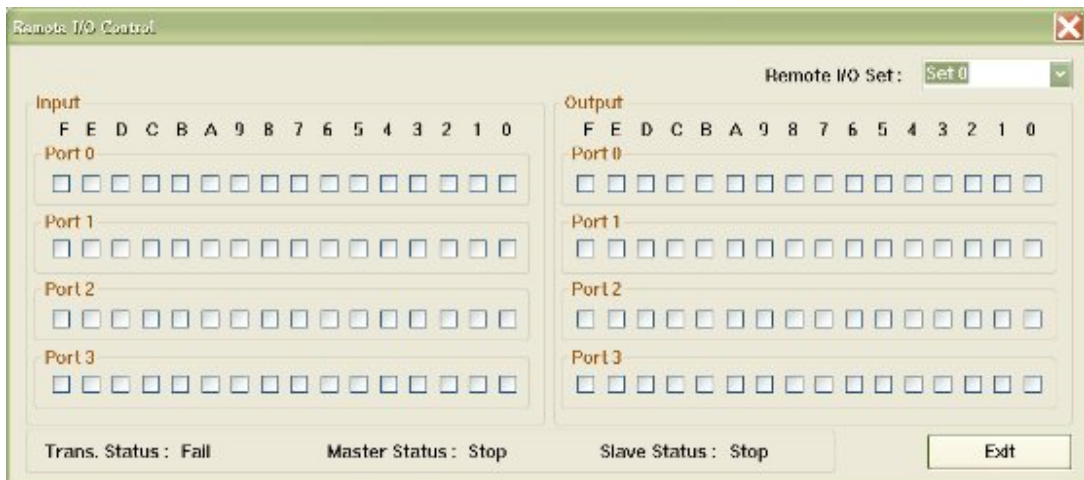 Remote I/O Control
Remote I/O Set : Set 0
Input
F E D C B A 9 8 7 6 5 4 3 2 1 0
Port 0
Port 1
Port 2
Port 3
Output
F E D C B A 9 8 7 6 5 4 3 2 1 0
Port 0
Port 1
Port 2
Port 3
Trans. Status : Fail Master Status : Stop Slave Status : Stop Exit